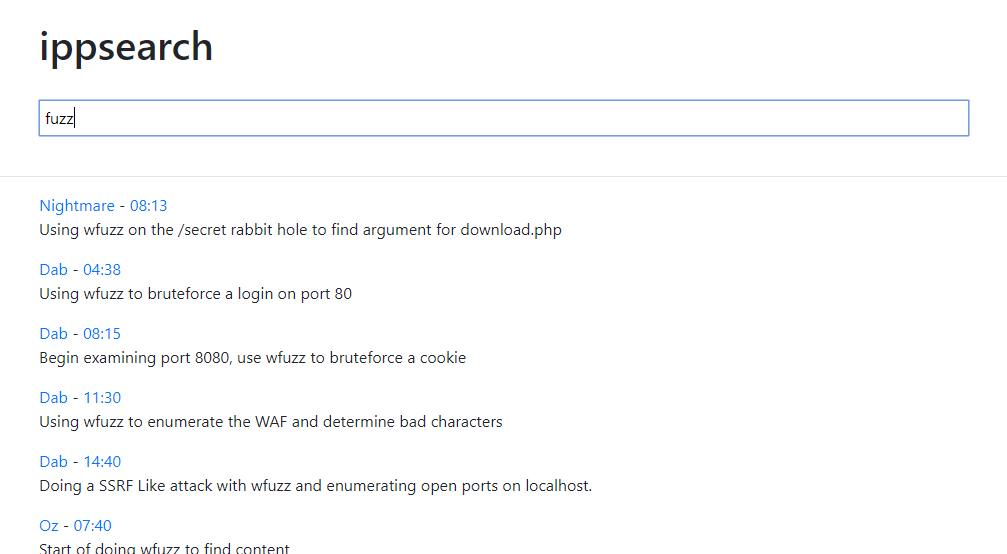 ippsearch
fuzz
Nightmare - 08:13
Using wfuzz on the /secret rabbit hole to find argument for download.php
Dab - 04:38
Using wfuzz to bruteforce a login on port 80
Dab - 08:15
Begin examining port 8080, use wfuzz to bruteforce a cookie
Dab - 11:30
Using wfuzz to enumerate the WAF and determine bad characters
Dab - 14:40
Doing a SSRF Like attack with wfuzz and enumerating open ports on localhost.
Oz - 07:40
Start of doing wfuzz to find content